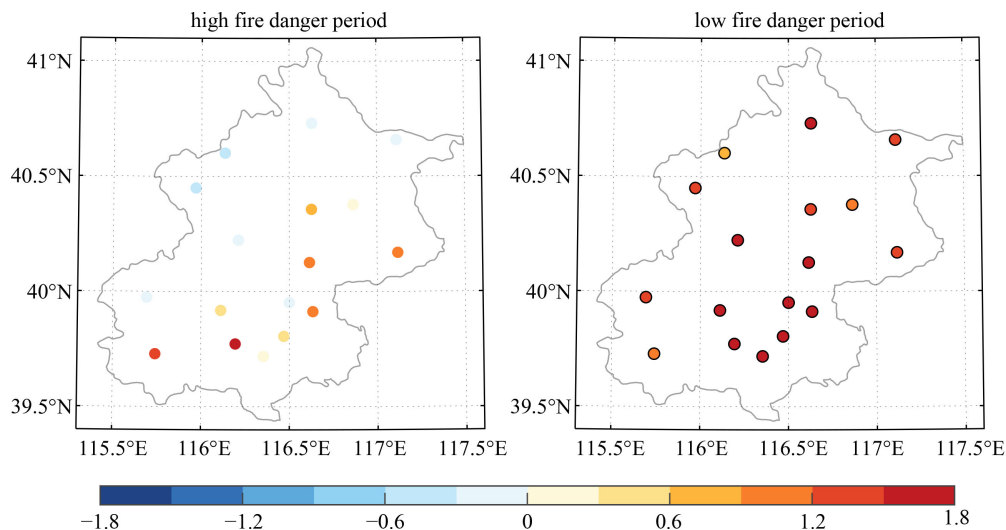 high fire danger period low fire danger period
41°N 41°N
40.5°N 40.5°N
40°N 40°N
39.5°N 39.5°N
115.5°E 116°E 116.5°E 117°E 117.5°E 115.5°E 116°E 116.5°E 117°E 117.5°E
−1.8 −1.2 −0.6 0 0.6 1.2 1.8